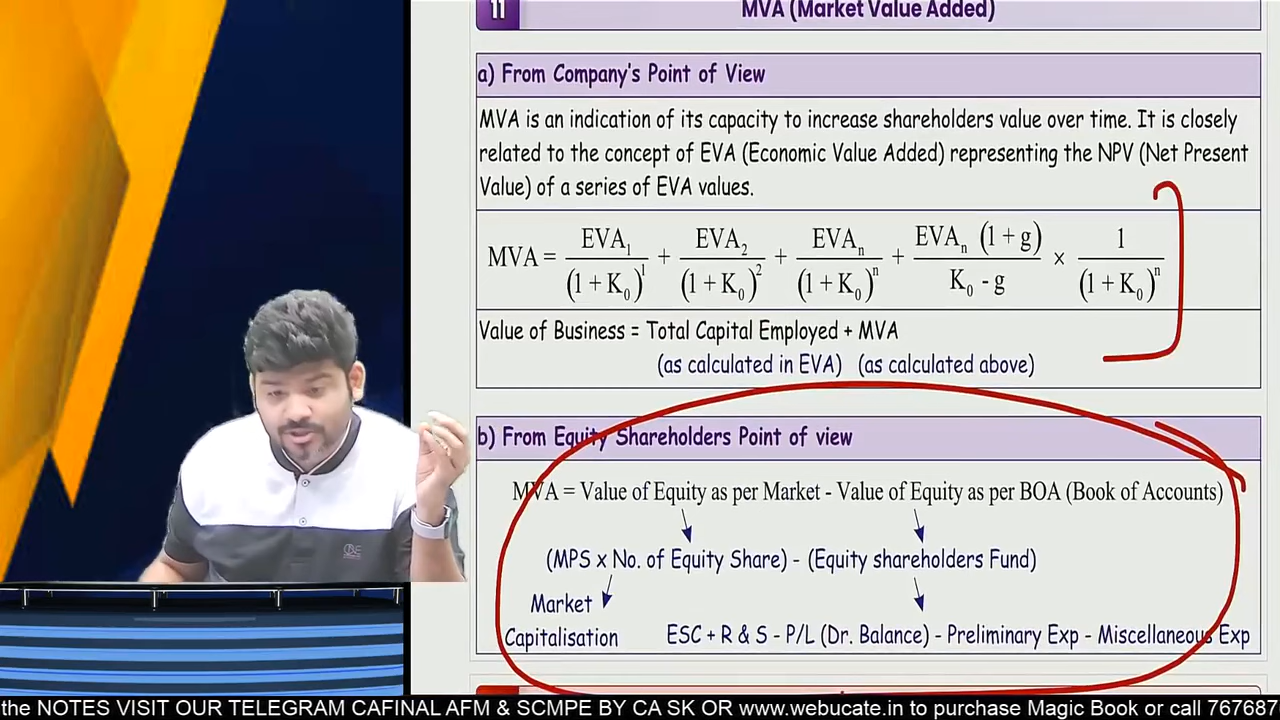 11 MVA (Market Value Added)
a) From Company's Point of View
MVA is an indication of its capacity to increase shareholders value over time. It is closely
related to the concept of EVA (Economic Value Added) representing the NPV (Net Present
Value) of a series of EVA values.
MVA = EVA₁/(1 + K₀)¹ + EVA₂/(1 + K₀)² + EVAₙ/(1 + K₀)ⁿ + EVAₙ (1 + g)/K₀ - g × 1/(1 + K₀)ⁿ
Value of Business = Total Capital Employed + MVA
(as calculated in EVA) (as calculated above)
b) From Equity Shareholders Point of view
MVA = Value of Equity as per Market - Value of Equity as per BOA (Book of Accounts)
(MPS x No. of Equity Share) - (Equity shareholders Fund)
Market
Capitalisation ESC + R & S - P/L (Dr. Balance) - Preliminary Exp - Miscellaneous Exp
the NOTES VISIT OUR TELEGRAM CAFINAL AFM & SCMPE BY CA SK OR www.webucate.in to purchase Magic Book or call 767687